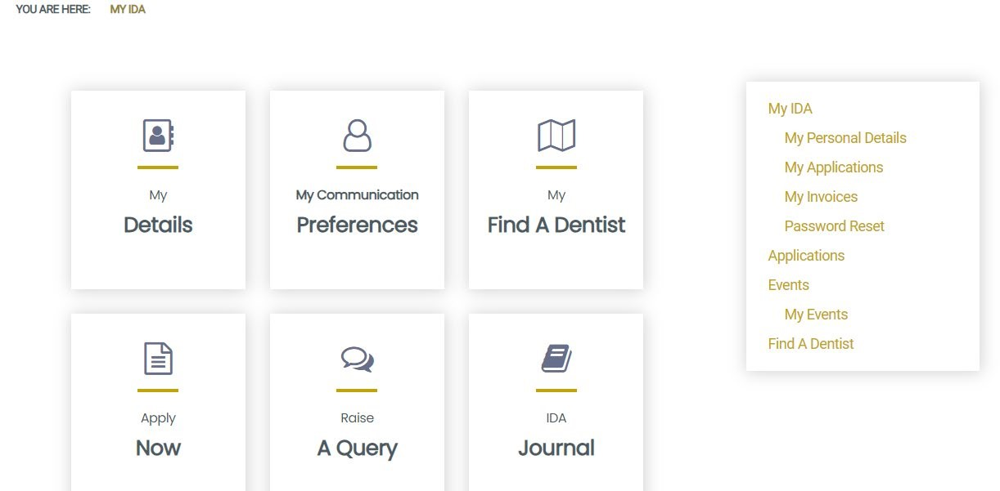 YOU ARE HERE: MY IDA
My
Details
My Communication
Preferences
My
Find A Dentist
Apply
Now
Raise
A Query
IDA
Journal
My IDA
My Personal Details
My Applications
My Invoices
Password Reset
Applications
Events
My Events
Find A Dentist